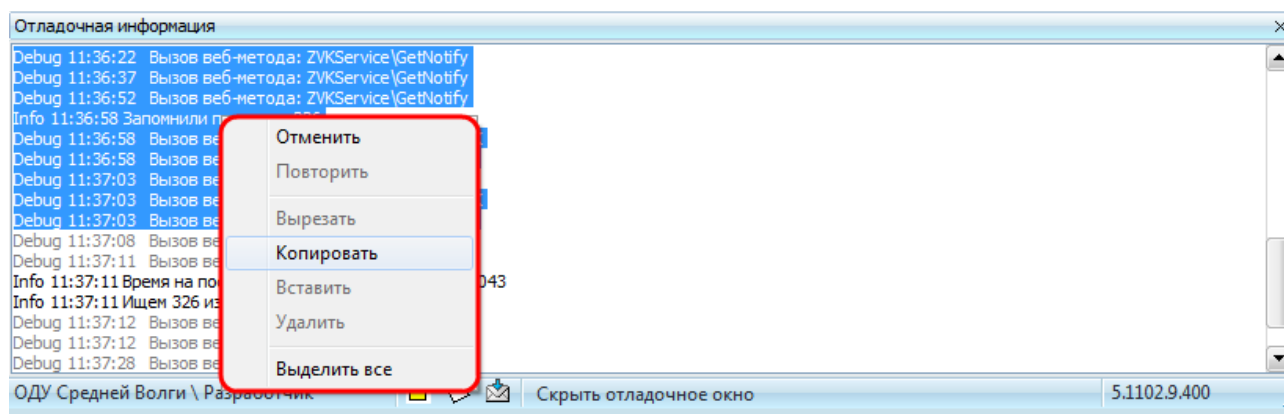 Отладочная информация
Debug 11:36:22 Вызов веб-метода: ZVKService\GetNotify
Debug 11:36:37 Вызов веб-метода: ZVKService\GetNotify
Debug 11:36:52 Вызов веб-метода: ZVKService\GetNotify
Info 11:36:58 Запомнили
Debug 11:36:58 Вызов
Debug 11:36:58 Вызов
Debug 11:37:03 Вызов
Debug 11:37:03 Вызов
Debug 11:37:03 Вызов
Debug 11:37:08 Вызов
Debug 11:37:11 Вызов
Info 11:37:11 Время на 043
Info 11:37:11 Ищем 326
Debug 11:37:12 Вызов
Debug 11:37:12 Вызов
Debug 11:37:28 Вызов
Отменить
Повторить
Вырезать
Копировать
Вставить
Удалить
Выделить все
ОДУ Средней Волги \ Разработчик Скрыть отладочное окно 5.1102.9.400